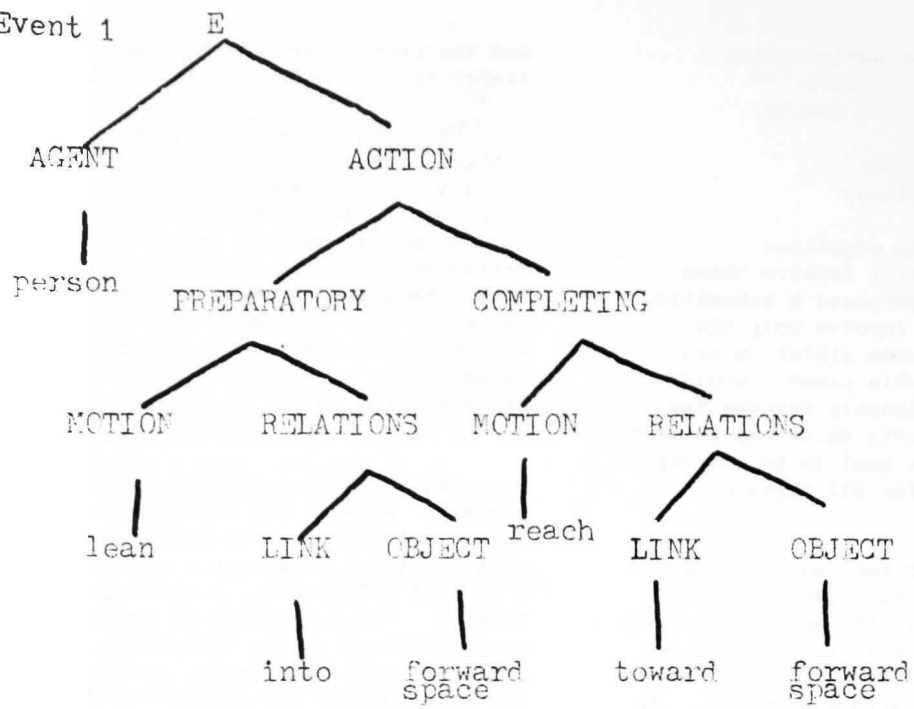 Event 1 E
AGENT ACTION
person
PREPARATORY COMPLETING
MOTION RELATIONS MOTION RELATIONS
lean LINK OBJECT reach LINK OBJECT
into forward space toward forward space